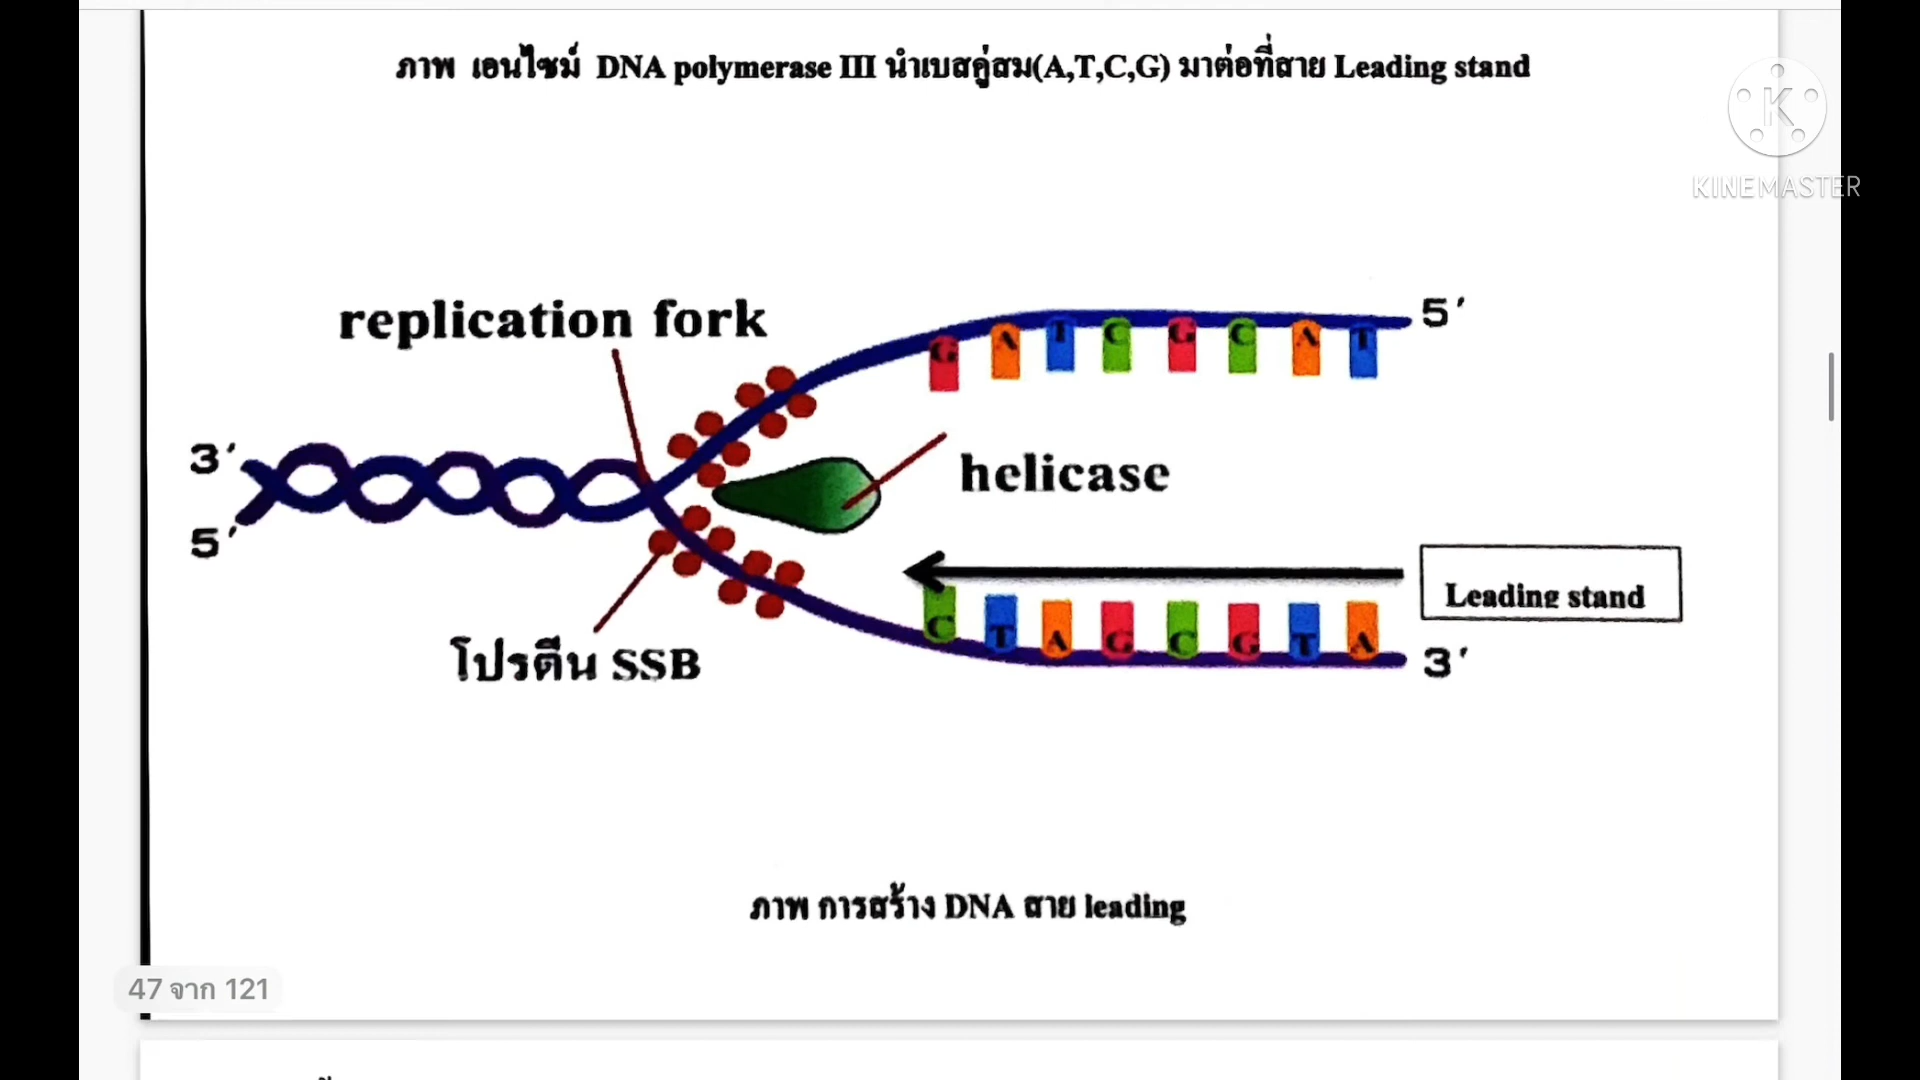 ภาพ เอนไซม์ DNA polymerase III นำเบสคู่สม(A,T,C,G) มาต่อที่สาย Leading stand
KINEMASTER
replication fork
5′
G A T C G C A T
3′
helicase
5′
Leading stand
C T A G C G T A
3′
โปรตีน SSB
ภาพ การสร้าง DNA สาย leading
47 จาก 121